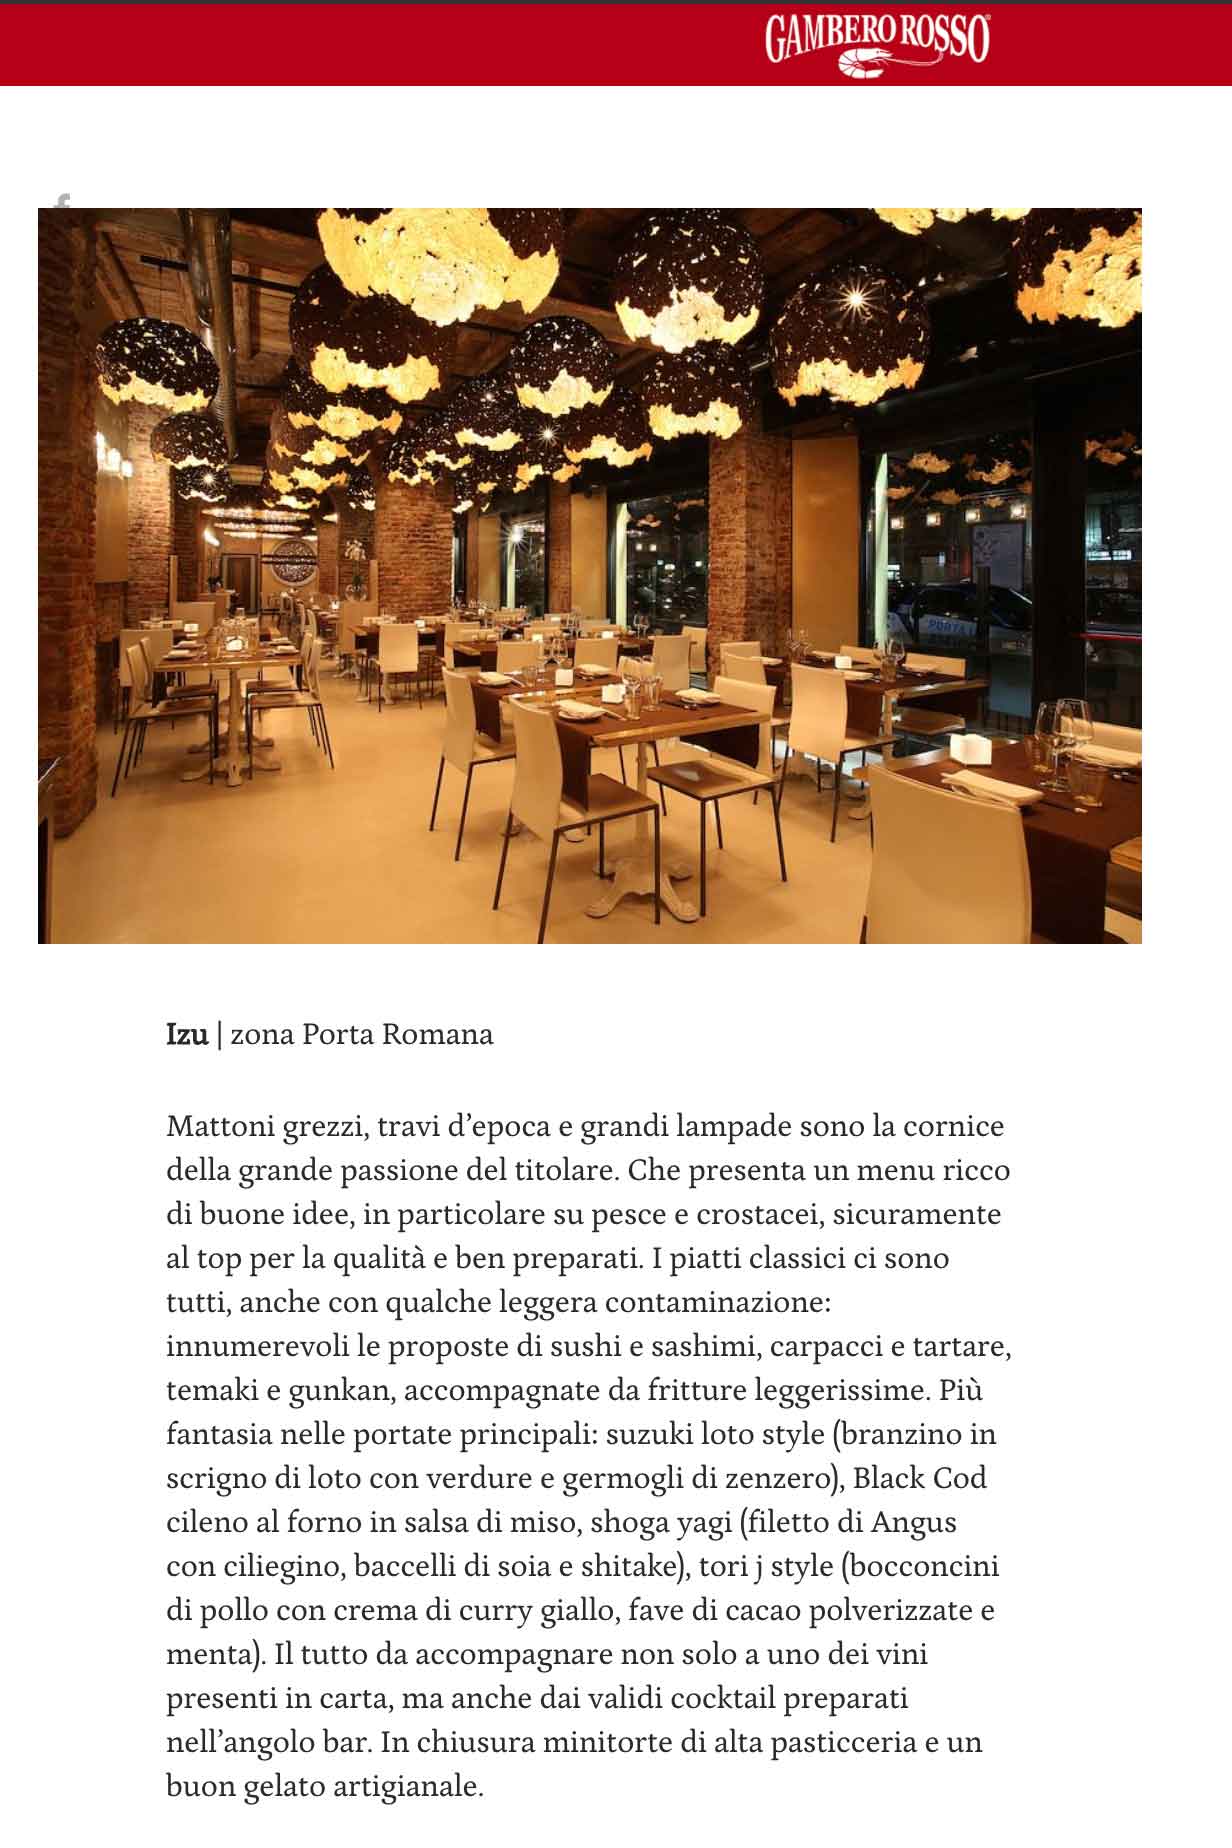 GAMBERO ROSSO
f
PORTA
Izu | zona Porta Romana
Mattoni grezzi, travi d’epoca e grandi lampade sono la cornice
della grande passione del titolare. Che presenta un menu ricco
di buone idee, in particolare su pesce e crostacei, sicuramente
al top per la qualità e ben preparati. I piatti classici ci sono
tutti, anche con qualche leggera contaminazione:
innumerevoli le proposte di sushi e sashimi, carpacci e tartare,
temaki e gunkan, accompagnate da fritture leggerissime. Più
fantasia nelle portate principali: suzuki loto style (branzino in
scrigno di loto con verdure e germogli di zenzero), Black Cod
cileno al forno in salsa di miso, shoga yagi (filetto di Angus
con ciliegino, baccelli di soia e shitake), tori j style (bocconcini
di pollo con crema di curry giallo, fave di cacao polverizzate e
menta). Il tutto da accompagnare non solo a uno dei vini
presenti in carta, ma anche dai validi cocktail preparati
nell’angolo bar. In chiusura minitorte di alta pasticceria e un
buon gelato artigianale.